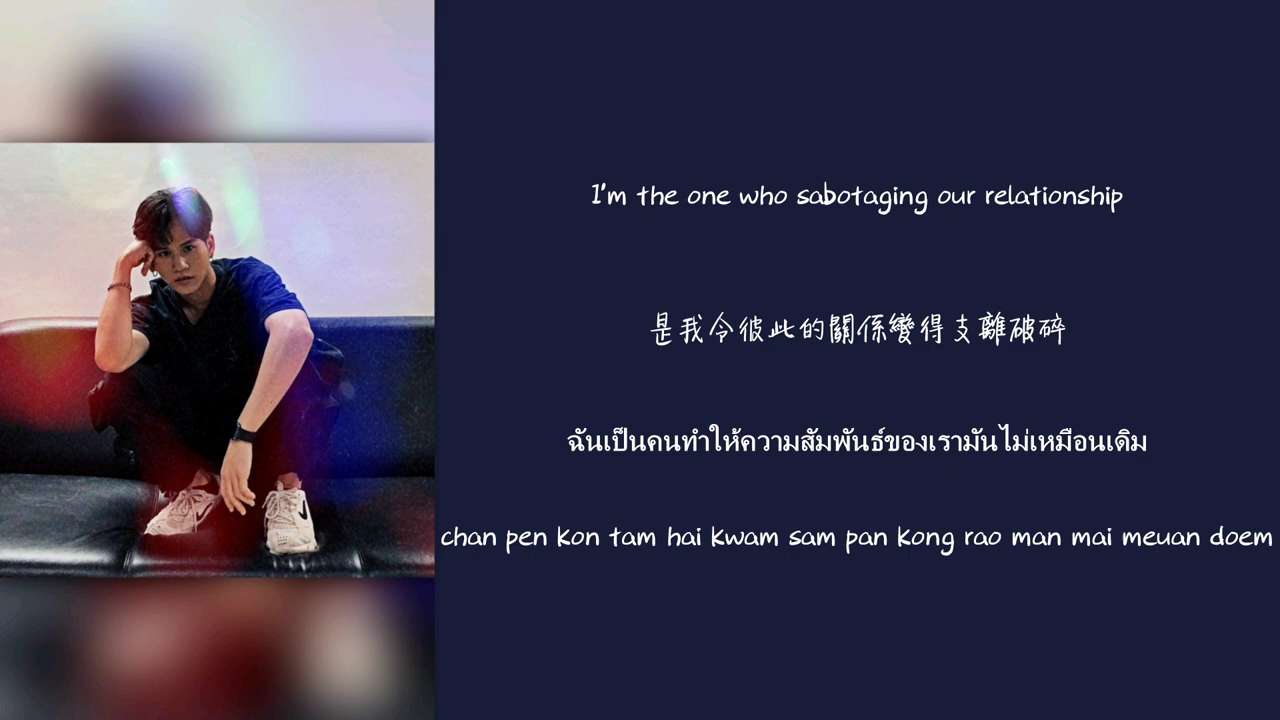 I'm the one who sabotaging our relationship
是我令彼此的關係變得支離破碎
ฉันเป็นคนทำให้ความสัมพันธ์ของเรามันไม่เหมือนเดิม
chan pen kon tam hai kwam sam pan kong rao man mai meuan doem